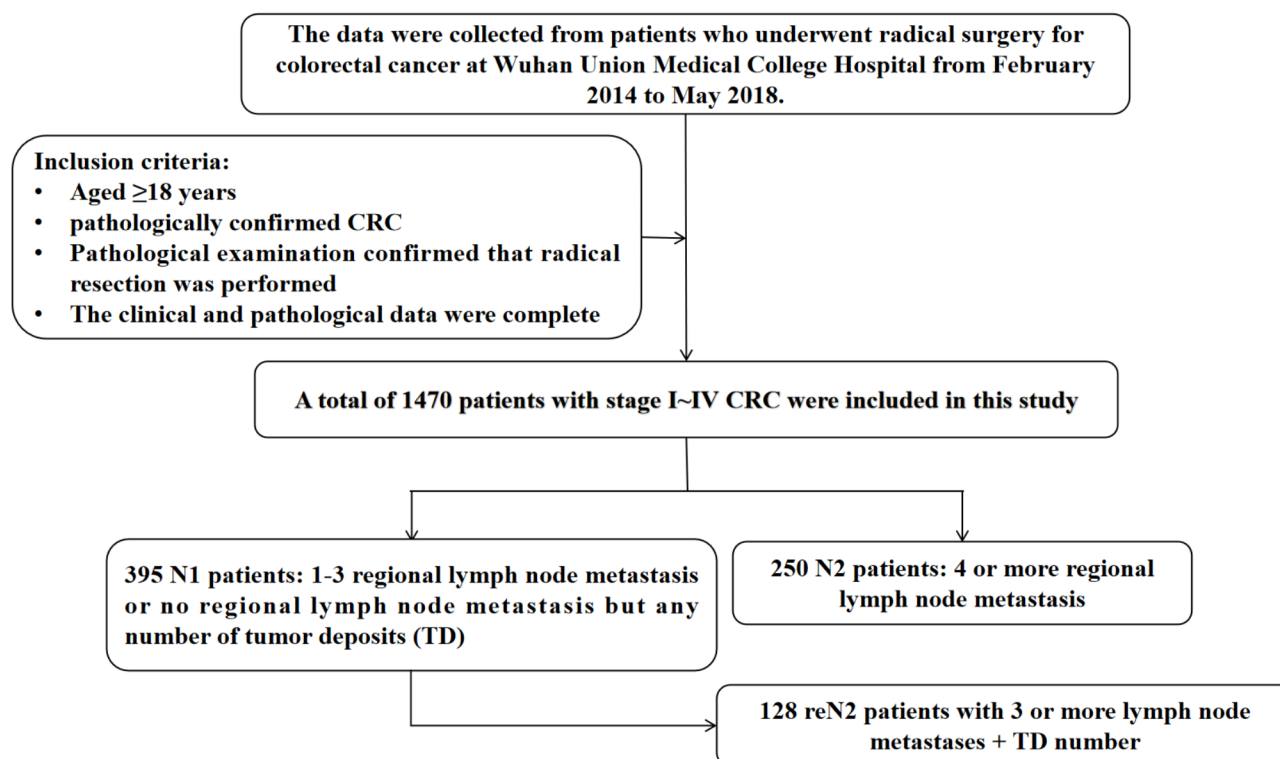 The data were collected from patients who underwent radical surgery for
colorectal cancer at Wuhan Union Medical College Hospital from February
2014 to May 2018.
Inclusion criteria:
• Aged ≥18 years
• pathologically confirmed CRC
• Pathological examination confirmed that radical
resection was performed
• The clinical and pathological data were complete
A total of 1470 patients with stage I~IV CRC were included in this study
395 N1 patients: 1-3 regional lymph node metastasis
or no regional lymph node metastasis but any
number of tumor deposits (TD)
250 N2 patients: 4 or more regional
lymph node metastasis
128 reN2 patients with 3 or more lymph node
metastases + TD number